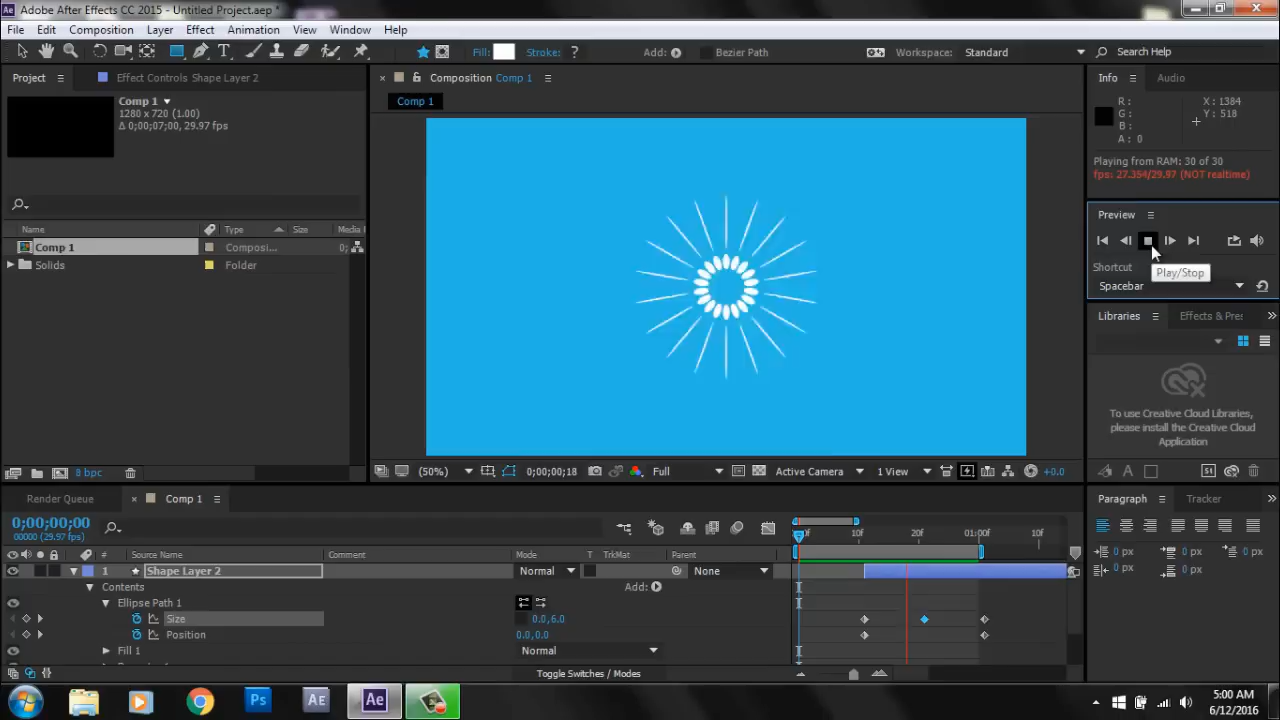 Adobe After Effects CC 2015 - Untitled Project.aep *
File Edit Composition Layer Effect Animation View Window Help
Fill: Stroke: ? Add: Bezier Path Workspace: Standard Search Help
Project Effect Controls Shape Layer 2
Composition Comp 1
Info Audio
Comp 1
1280 x 720 (1.00)
Δ 0;00;07;00, 29.97 fps
Comp 1
R :
G :
B :
A : 0
X : 1384
Y : 518
Playing from RAM: 30 of 30
fps: 27.354/29.97 (NOT realtime)
Preview
Play/Stop
Shortcut
Spacebar
Name Type Size Media
Comp 1 Composi...
Solids Folder
Libraries Effects & Pres
To use Creative Cloud Libraries,
please install the Creative Cloud
Application
8 bpc
(50%) 0;00;00;18 Full Active Camera 1 View +0.0
Render Queue Comp 1
Paragraph Tracker
0;00;00;00
00000 (29.97 fps)
10f 20f 01:00f 10f
# Source Name Comment Mode T TrkMat Parent
1 Shape Layer 2 Normal None
Contents Add:
Ellipse Path 1
Size 0.0,6.0
Position 0.0,0.0
Fill 1 Normal
Toggle Switches / Modes
0 px 0 px 0 px
0 px 0 px
Ps Ae Ae
5:00 AM
6/12/2016